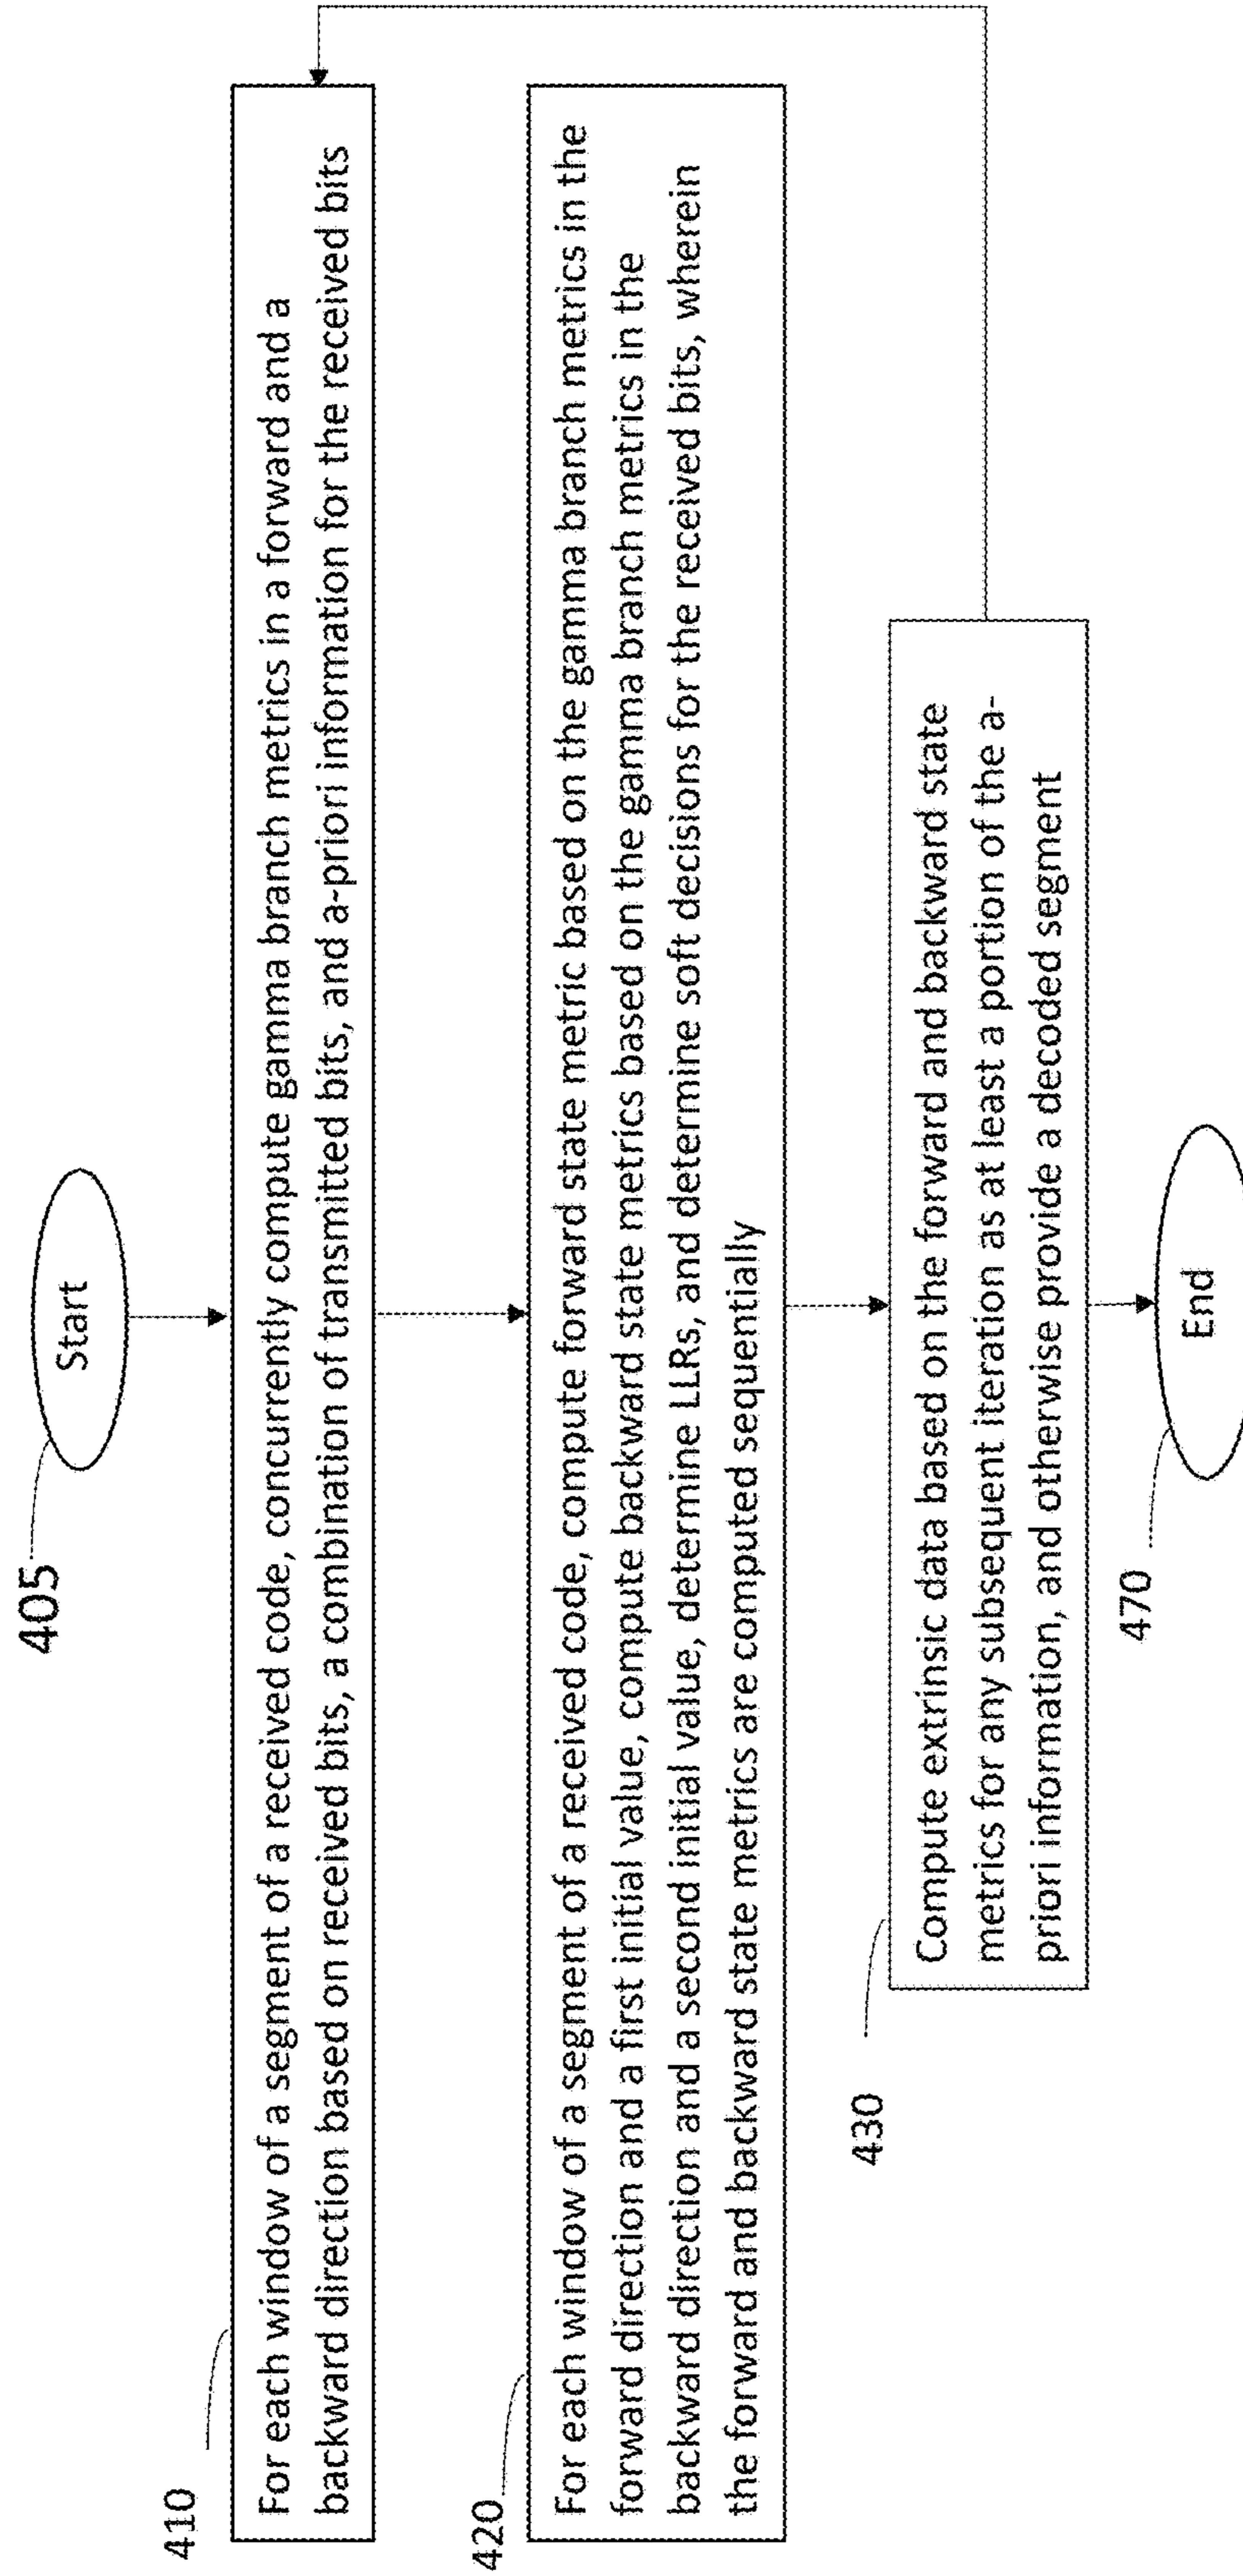 405
Start
410
For each window of a segment of a received code, concurrently compute gamma branch metrics in a forward and a
backward direction based on received bits, a combination of transmitted bits, and a-priori information for the received bits
420
For each window of a segment of a received code, compute forward state metric based on the gamma branch metrics in the
forward direction and a first initial value, compute backward state metrics based on the gamma branch metrics in the
backward direction and a second initial value, determine LLRs, and determine soft decisions for the received bits, wherein
the forward and backward state metrics are computed sequentially
430
Compute extrinsic data based on the forward and backward state
metrics for any subsequent iteration as at least a portion of the a-
priori information, and otherwise provide a decoded segment
470
End